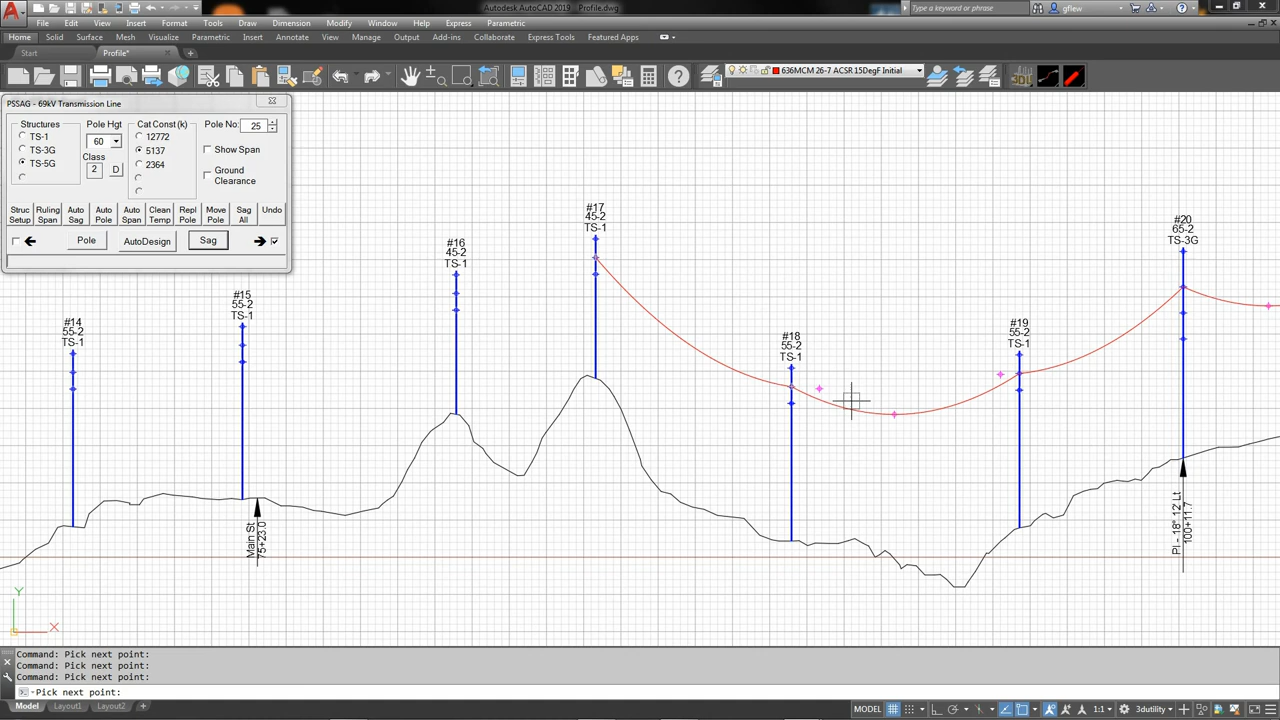 Autodesk AutoCAD 2019 Profile.dwg
Type a keyword or phrase
gflew
File Edit View Insert Format Tools Draw Dimension Modify Window Help Express Parametric
Home Solid Surface Mesh Visualize Parametric Insert Annotate View Manage Output Add-ins Collaborate Express Tools Featured Apps
Start Profile*
636MCM 26-7 ACSR 15DegF Initial
PSSAG - 69kV Transmission Line
Structures
TS-1
TS-3G
TS-5G
Pole Hgt
60
Class
2 D
Cat Const (k)
12772
5137
2364
Pole No: 25
Show Span
Ground
Clearance
Struc
Setup
Ruling
Span
Auto
Sag
Auto
Pole
Auto
Span
Clean
Temp
Repl
Pole
Move
Pole
Sag
All
Undo
Pole AutoDesign Sag
#14
55-2
TS-1
#15
55-2
TS-1
#16
45-2
TS-1
#17
45-2
TS-1
#18
55-2
TS-1
#19
55-2
TS-1
#20
65-2
TS-3G
Main St
75+23.0
PI - 18° 12' Lt
100+11.7
Y
X
Command: Pick next point:
Command: Pick next point:
Command: Pick next point:
Pick next point:
Model Layout1 Layout2
MODEL 1:1 3dutility